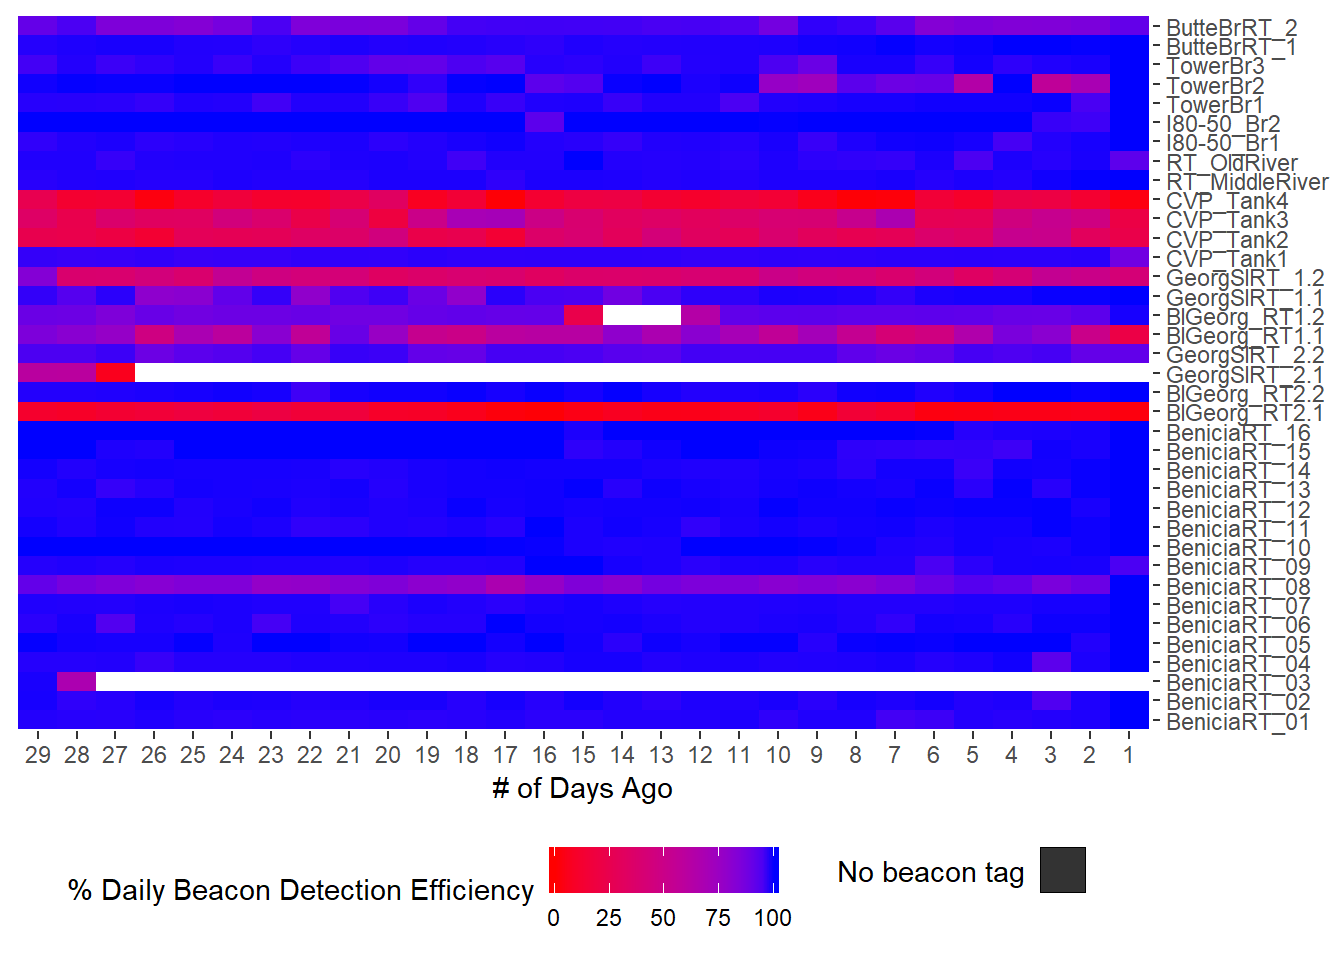 ButteBrRT_2
ButteBrRT_1
TowerBr3
TowerBr2
TowerBr1
I80-50_Br2
I80-50_Br1
RT_OldRiver
RT_MiddleRiver
CVP_Tank4
CVP_Tank3
CVP_Tank2
CVP_Tank1
GeorgSlRT_1.2
GeorgSlRT_1.1
BlGeorg_RT1.2
BlGeorg_RT1.1
GeorgSlRT_2.2
GeorgSlRT_2.1
BlGeorg_RT2.2
BlGeorg_RT2.1
BeniciaRT_16
BeniciaRT_15
BeniciaRT_14
BeniciaRT_13
BeniciaRT_12
BeniciaRT_11
BeniciaRT_10
BeniciaRT_09
BeniciaRT_08
BeniciaRT_07
BeniciaRT_06
BeniciaRT_05
BeniciaRT_04
BeniciaRT_03
BeniciaRT_02
BeniciaRT_01
29 28 27 26 25 24 23 22 21 20 19 18 17 16 15 14 13 12 11 10 9 8 7 6 5 4 3 2 1
# of Days Ago
% Daily Beacon Detection Efficiency
0 25 50 75 100
No beacon tag